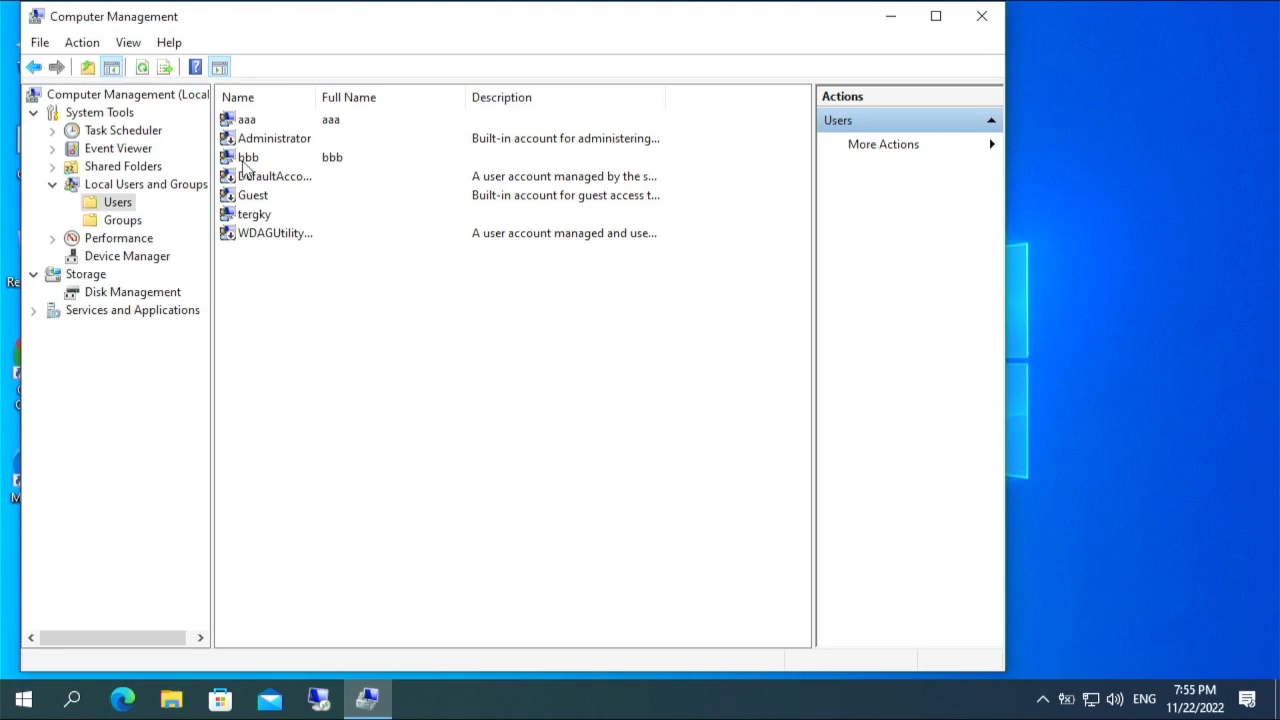 Computer Management
File Action View Help
Computer Management (Local
System Tools
Task Scheduler
Event Viewer
Shared Folders
Local Users and Groups
Users
Groups
Performance
Device Manager
Storage
Disk Management
Services and Applications
Name Full Name Description
aaa aaa
Administrator Built-in account for administering...
bbb bbb
DefaultAcco... A user account managed by the s...
Guest Built-in account for guest access t...
tergky
WDAGUtility... A user account managed and use...
Actions
Users
More Actions
Re
ENG
7:55 PM
11/22/2022